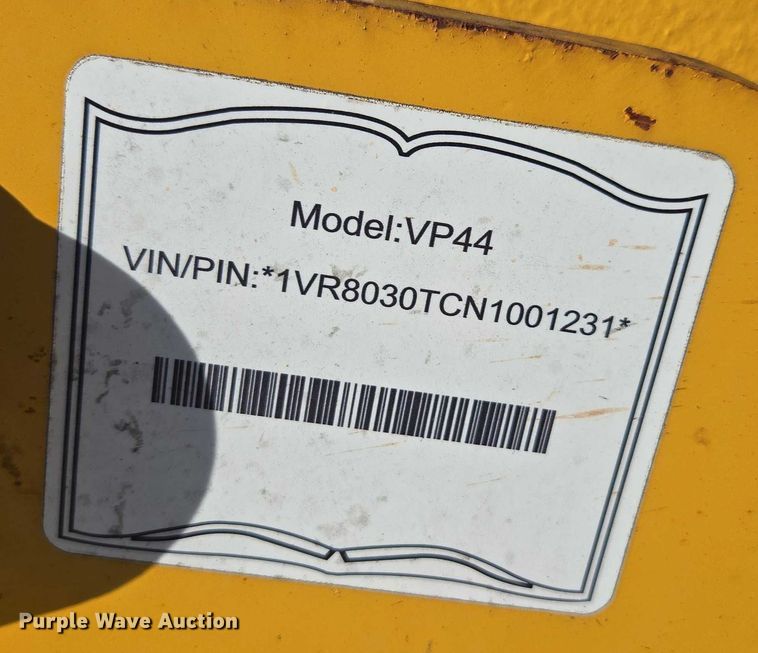 Model:VP44
VIN/PIN:*1VR8030TCN1001231*
Purple Wave Auction